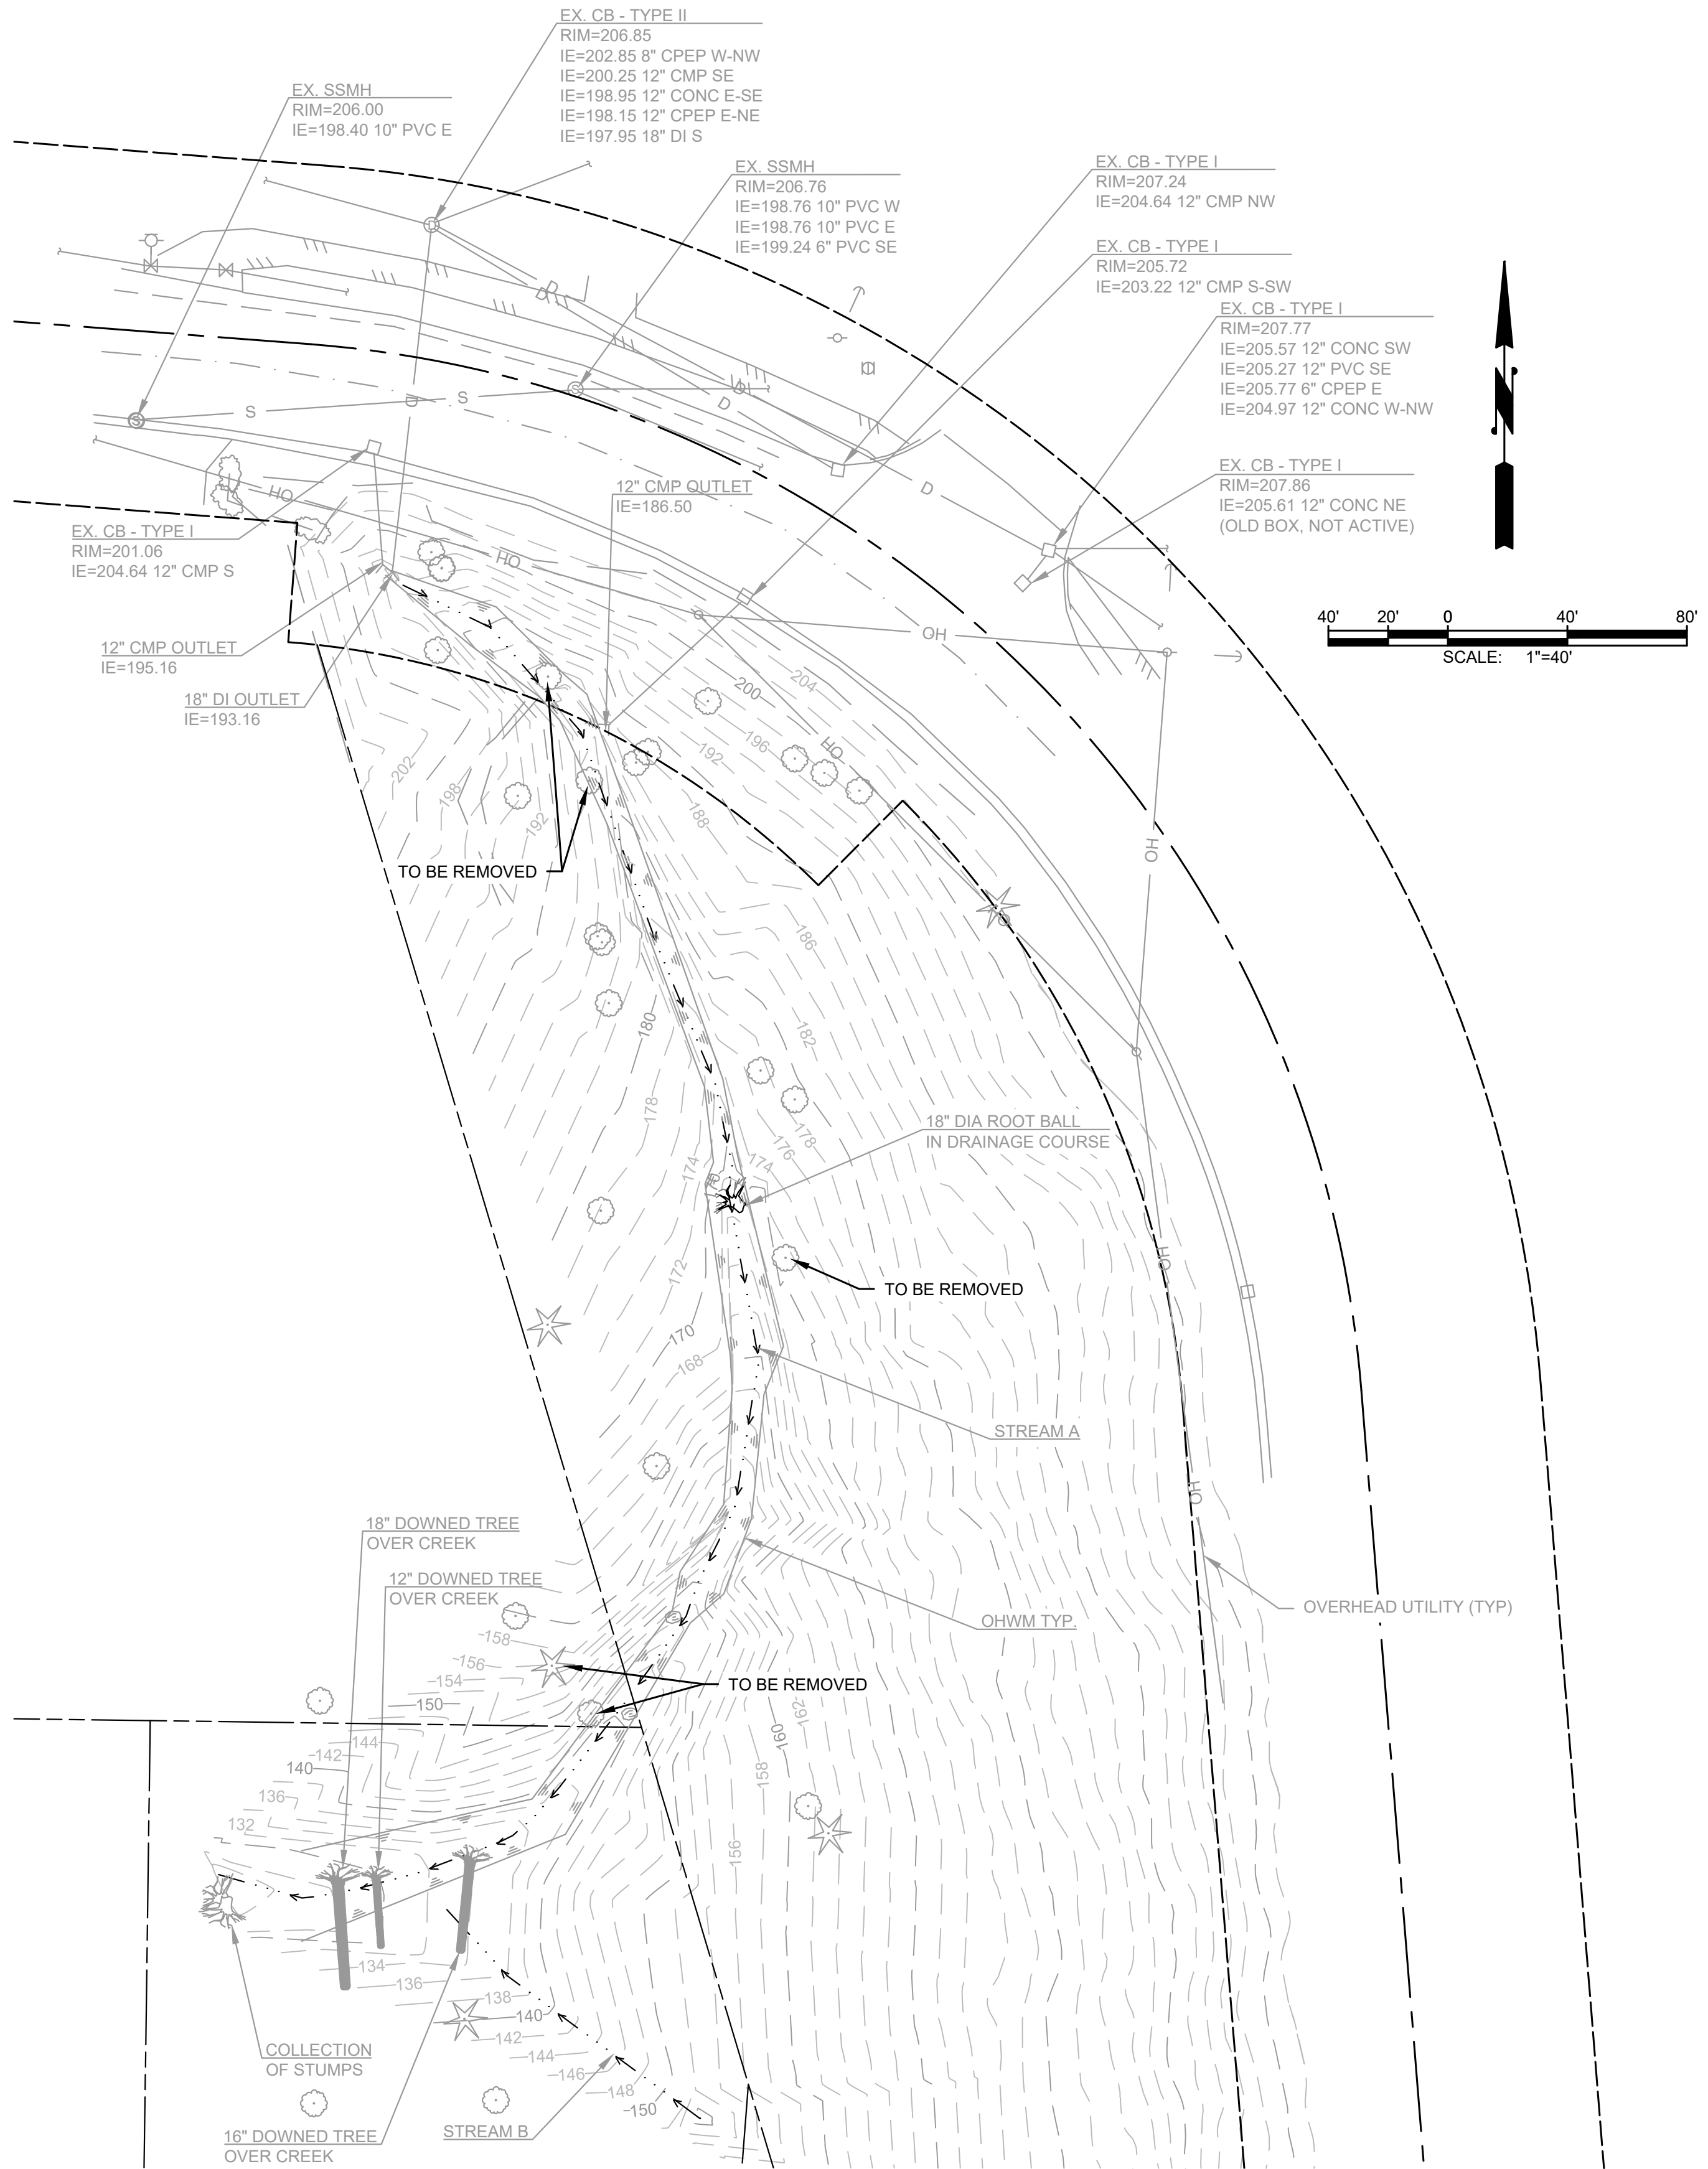 EX. CB - TYPE II
RIM=206.85
IE=202.85 8" CPEP W-NW
IE=200.25 12" CMP SE
IE=198.95 12" CONC E-SE
IE=198.15 12" CPEP E-NE
IE=197.95 18" DI S
EX. SSMH
RIM=206.00
IE=198.40 10" PVC E
EX. SSMH
RIM=206.76
IE=198.76 10" PVC W
IE=198.76 10" PVC E
IE=199.24 6" PVC SE
EX. CB - TYPE I
RIM=207.24
IE=204.64 12" CMP NW
EX. CB - TYPE I
RIM=205.72
IE=203.22 12" CMP S-SW
EX. CB - TYPE I
RIM=207.77
IE=205.57 12" CONC SW
IE=205.27 12" PVC SE
IE=205.77 6" CPEP E
IE=204.97 12" CONC W-NW
EX. CB - TYPE I
RIM=207.86
IE=205.61 12" CONC NE
(OLD BOX, NOT ACTIVE)
N
40' 20' 0 40' 80'
SCALE: 1"=40'
D
D
D
D
D
D
S
S
S
S
12" CMP OUTLET
IE=186.50
EX. CB - TYPE I
RIM=201.06
IE=204.64 12" CMP S
HO
HO
OH
12" CMP OUTLET
IE=195.16
18" DI OUTLET
IE=193.16
204
200
196
192
HO
202
198
192
188
HO
TO BE REMOVED
186
180
182
178
178
176
174
174
18" DIA ROOT BALL
IN DRAINAGE COURSE
172
HO
TO BE REMOVED
170
168
STREAM A
HO
18" DOWNED TREE
OVER CREEK
12" DOWNED TREE
OVER CREEK
OVERHEAD UTILITY (TYP)
OHWM TYP.
158
156
154
150
TO BE REMOVED
162
160
158
156
144
142
140
136
132
134
136
138
140
142
144
146
148
150
COLLECTION
OF STUMPS
16" DOWNED TREE
OVER CREEK
STREAM B